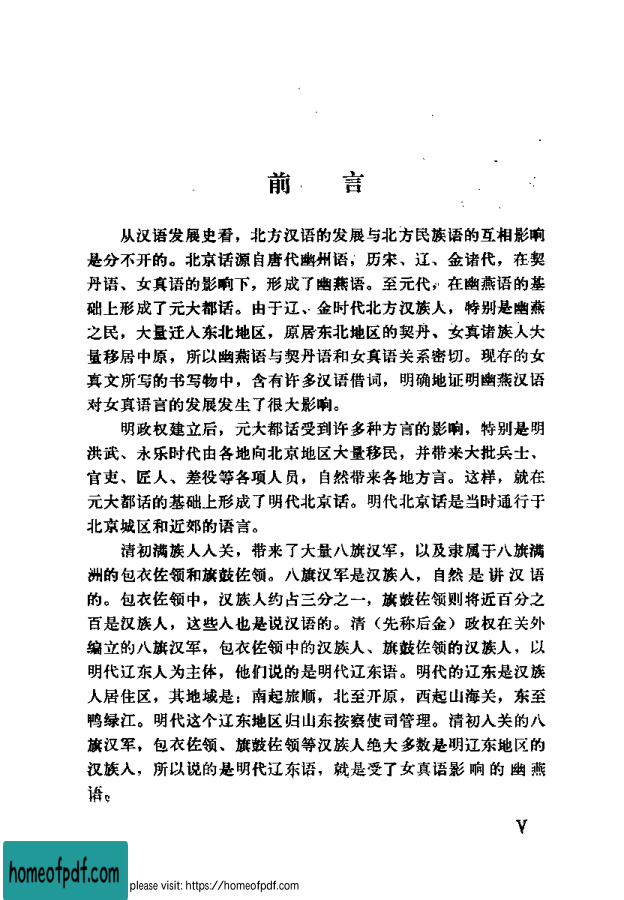 前 言
从汉语发展史看，北方汉语的发展与北方民族语的互相影响
是分不开的。北京话源自唐代幽州语，历宋、辽、金诸代，在契
丹语、女真语的影响下，形成了幽燕语。至元代，在幽燕语的基
础上形成了元大都话。由于辽、金时代北方汉族人，特别是幽燕
之民，大量迁入东北地区，原居东北地区的契丹、女真诸族人大
量移居中原，所以幽燕语与契丹语和女真语关系密切。现存的女
真文所写的书写物中，含有许多汉语借词，明确地证明幽燕汉语
对女真语言的发展发生了很大影响。
明政权建立后，元大都话受到许多种方言的影响，特别是明
洪武、永乐时代由各地向北京地区大量移民，并带来大批兵士、
官吏、匠人、差役等各项人员，自然带来各地方言。这样，就在
元大都话的基础上形成了明代北京话。明代北京话是当时通行于
北京城区和近郊的语言。
清初满族人入关，带来了大量八旗汉军，以及隶属于八旗满
洲的包衣佐领和旗鼓佐领。八旗汉军是汉族人，自然是讲汉语
的。包衣佐领中，汉族人约占三分之一，旗鼓佐领则将近百分之
百是汉族人，这些人也是说汉语的。清（先称后金）政权在关外
编立的八旗汉军，包衣佐领中的汉族人、旗鼓佐领的汉族人，以
明代辽东人为主体，他们说的是明代辽东语。明代的辽东是汉族
人居住区，其地域是：南起旅顺，北至开原，西起山海关，东至
鸭绿江。明代这个辽东地区归山东按察使司管理。清初入关的八
旗汉军，包衣佐领、旗鼓佐领等汉族人绝大多数是明辽东地区的
汉族人，所以说的是明代辽东语，就是受了女真语影响的幽燕
语。
V
homeofpdf.com
please visit: https://homeofpdf.com